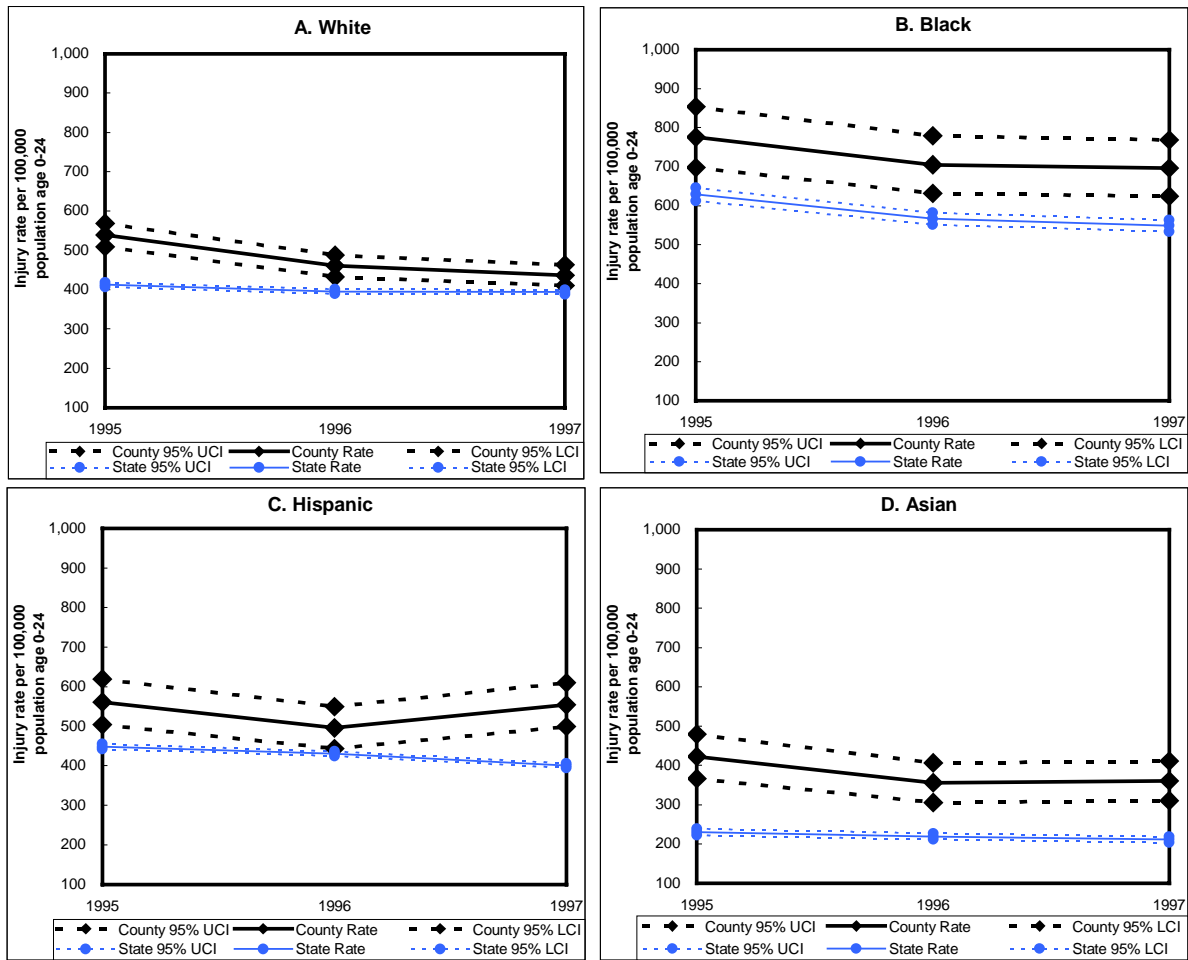 A. White
Injury rate per 100,000
population age 0-24
1,000
900
800
700
600
500
400
300
200
100
1995
1996
1997
County 95% UCI
County Rate
County 95% LCI
State 95% UCI
State Rate
State 95% LCI
B. Black
Injury rate per 100,000
population age 0-24
1,000
900
800
700
600
500
400
300
200
100
1995
1996
1997
County 95% UCI
County Rate
County 95% LCI
State 95% UCI
State Rate
State 95% LCI
C. Hispanic
Injury rate per 100,000
population age 0-24
1,000
900
800
700
600
500
400
300
200
100
1995
1996
1997
County 95% UCI
County Rate
County 95% LCI
State 95% UCI
State Rate
State 95% LCI
D. Asian
Injury rate per 100,000
population age 0-24
1,000
900
800
700
600
500
400
300
200
100
1995
1996
1997
County 95% UCI
County Rate
County 95% LCI
State 95% UCI
State Rate
State 95% LCI